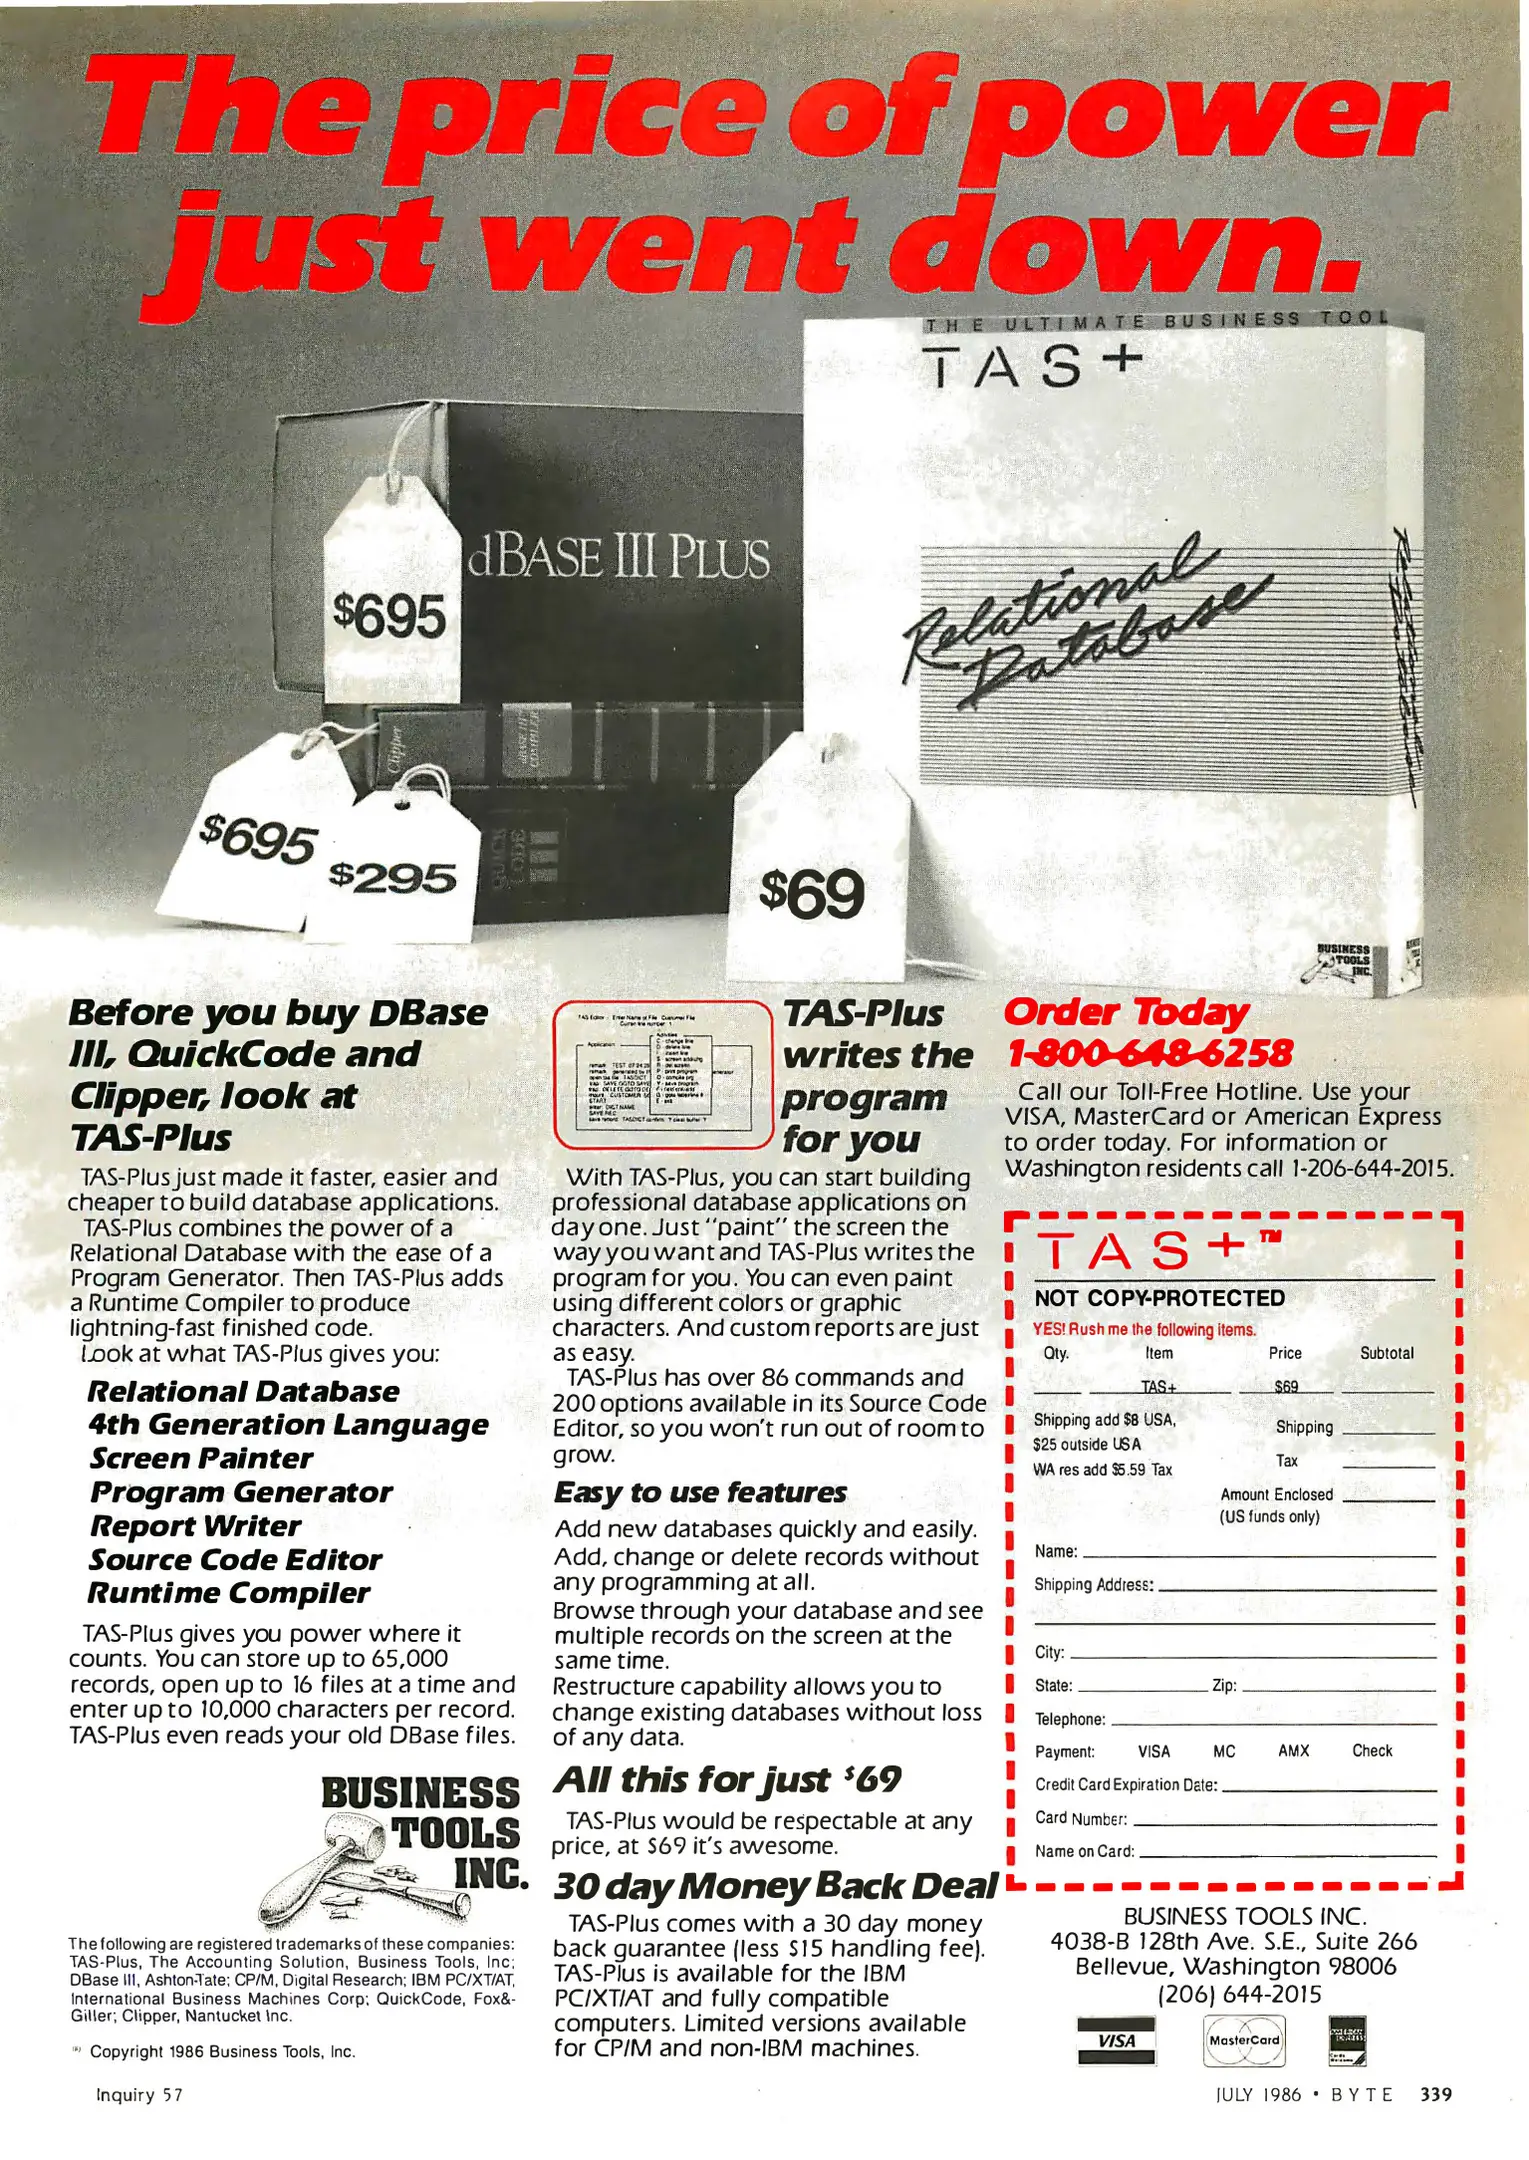 The price of power
just went down.
THE ULTIMATE BUSINESS TOOL
TAS+
dBASE III PLUS
$695
Relational
Database
Clipper
dBASE III
COMPILER
$695
$295
QUICK
CODE
$69
BUSINESS
TOOLS
INC.
Before you buy DBase
III, QuickCode and
Clipper, look at
TAS-Plus
TAS-Plus just made it faster, easier and
cheaper to build database applications.
TAS-Plus combines the power of a
Relational Database with the ease of a
Program Generator. Then TAS-Plus adds
a Runtime Compiler to produce
lightning-fast finished code.
Look at what TAS-Plus gives you:
Relational Database
4th Generation Language
Screen Painter
Program Generator
Report Writer
Source Code Editor
Runtime Compiler
TAS-Plus gives you power where it
counts. You can store up to 65,000
records, open up to 16 files at a time and
enter up to 10,000 characters per record.
TAS-Plus even reads your old DBase files.
BUSINESS
TOOLS
INC.
The following are registered trademarks of these companies:
TAS-Plus, The Accounting Solution, Business Tools, Inc;
DBase III, Ashton-Tate; CP/M, Digital Research; IBM PC/XT/AT,
International Business Machines Corp; QuickCode, Fox&-
Giller; Clipper, Nantucket Inc.
Copyright 1986 Business Tools, Inc.
TAS-Plus
writes the
program
for you
With TAS-Plus, you can start building
professional database applications on
day one. Just "paint" the screen the
way you want and TAS-Plus writes the
program for you. You can even paint
using different colors or graphic
characters. And custom reports are just
as easy.
TAS-Plus has over 86 commands and
200 options available in its Source Code
Editor, so you won't run out of room to
grow.
Easy to use features
Add new databases quickly and easily.
Add, change or delete records without
any programming at all.
Browse through your database and see
multiple records on the screen at the
same time.
Restructure capability allows you to
change existing databases without loss
of any data.
All this for just $69
TAS-Plus would be respectable at any
price, at $69 it's awesome.
30 day Money Back Deal
TAS-Plus comes with a 30 day money
back guarantee (less $15 handling fee).
TAS-Plus is available for the IBM
PC/XT/AT and fully compatible
computers. Limited versions available
for CP/M and non-IBM machines.
Order Today
1-800-648-6258
Call our Toll-Free Hotline. Use your
VISA, MasterCard or American Express
to order today. For information or
Washington residents call 1-206-644-2015.
TAS+™
NOT COPY-PROTECTED
YES! Rush me the following items.
Qty. Item Price Subtotal
TAS+ $69
Shipping add $8 USA, Shipping
$25 outside USA
WA res add $5.59 Tax Tax
Amount Enclosed
(US funds only)
Name:
Shipping Address:
City:
State: Zip:
Telephone:
Payment: VISA MC AMX Check
Credit Card Expiration Date:
Card Number:
Name on Card:
BUSINESS TOOLS INC.
4038-B 128th Ave. S.E., Suite 266
Bellevue, Washington 98006
(206) 644-2015
VISA MasterCard AMERICAN EXPRESS
Inquiry 57
JULY 1986 • BYTE 339